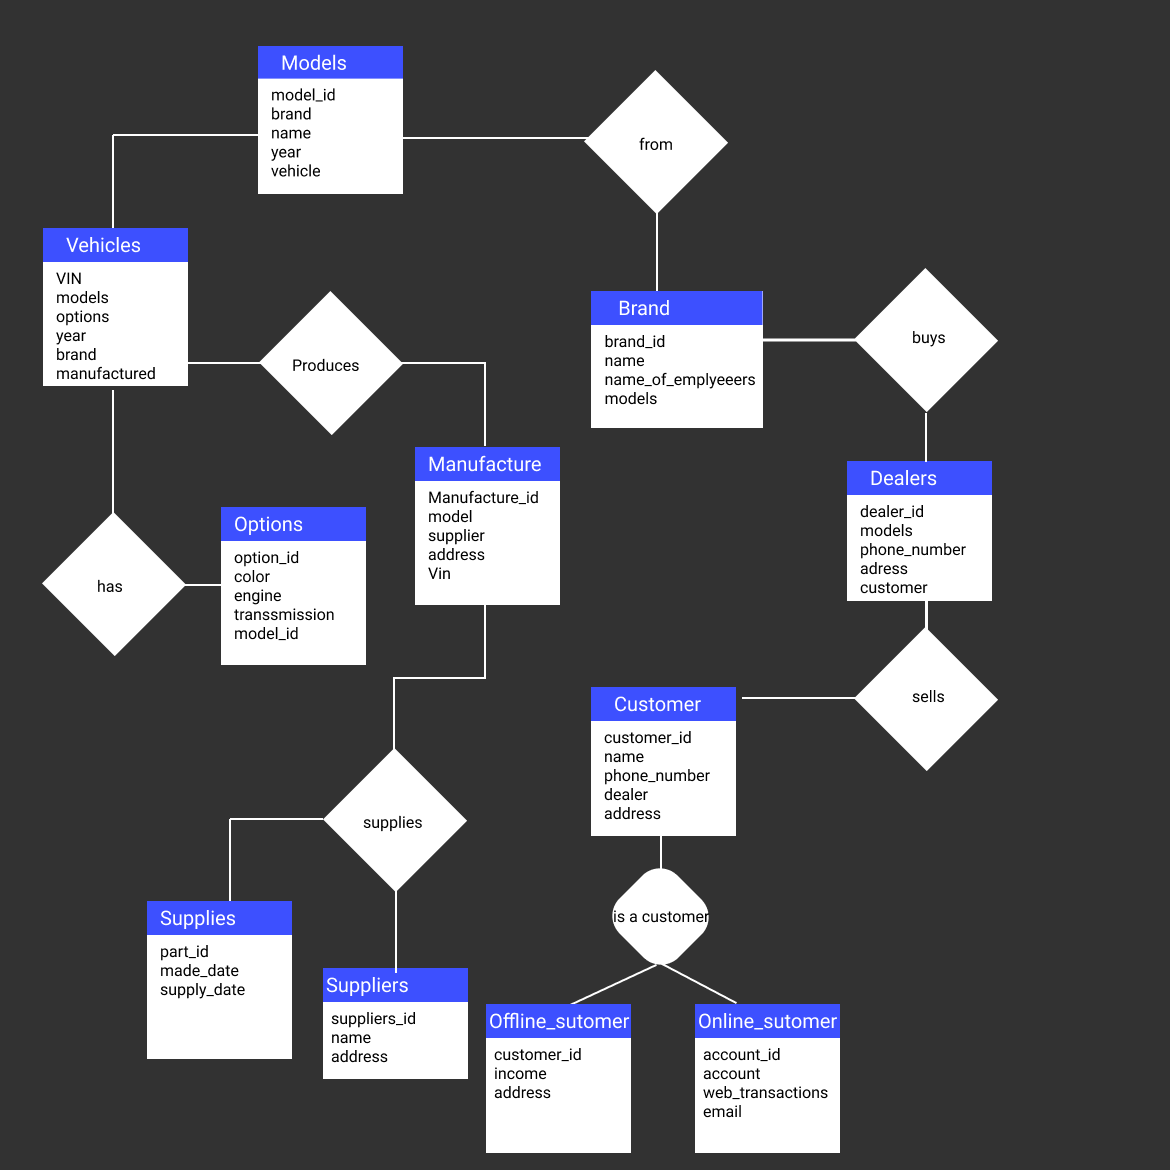 Models
model_id
brand
name
year
vehicle
from
Vehicles
VIN
models
options
year
brand
manufactured
Produces
Brand
brand_id
name
name_of_emplyeeers
models
buys
Manufacture
Manufacture_id
model
supplier
address
Vin
Dealers
dealer_id
models
phone_number
adress
customer
has
Options
option_id
color
engine
transsmission
model_id
sells
Customer
customer_id
name
phone_number
dealer
address
supplies
is a customer
Supplies
part_id
made_date
supply_date
Suppliers
suppliers_id
name
address
Offline_sutomer
customer_id
income
address
Online_sutomer
account_id
account
web_transactions
email